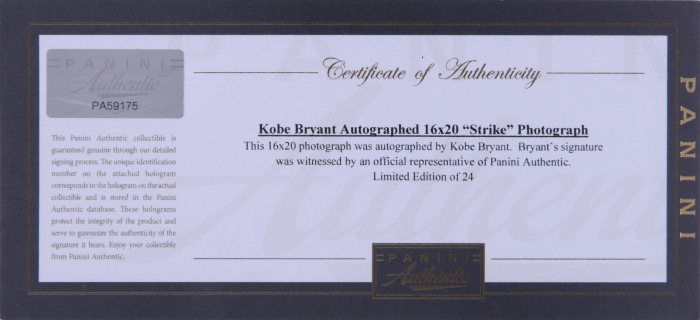 PANINI
Authentic
PA59175
This Panini Authentic collectible is
guaranteed genuine through our detailed
signing process. The unique identification
number on the attached hologram
corresponds to the hologram on the actual
collectible and is stored in the Panini
Authentic database. These holograms
protect the integrity of the product and
serve to guarantee the authenticity of the
signature it bears. Enjoy your collectible
from Panini Authentic.
Certificate of Authenticity
Kobe Bryant Autographed 16x20 “Strike” Photograph
This 16x20 photograph was autographed by Kobe Bryant. Bryant´s signature
was witnessed by an official representative of Panini Authentic.
Limited Edition of 24
PANINI
Authentic
PANINI